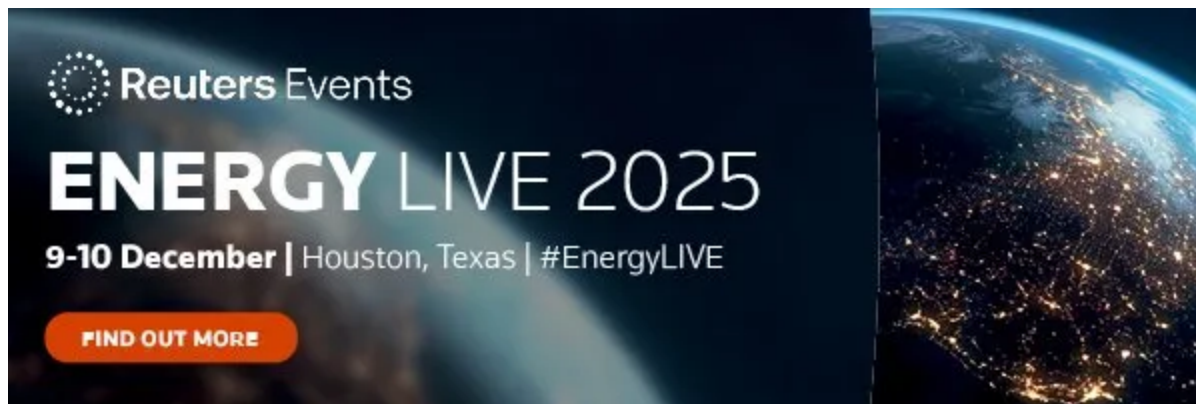 Reuters Events
ENERGY LIVE 2025
9-10 December | Houston, Texas | #EnergyLIVE
FIND OUT MORE